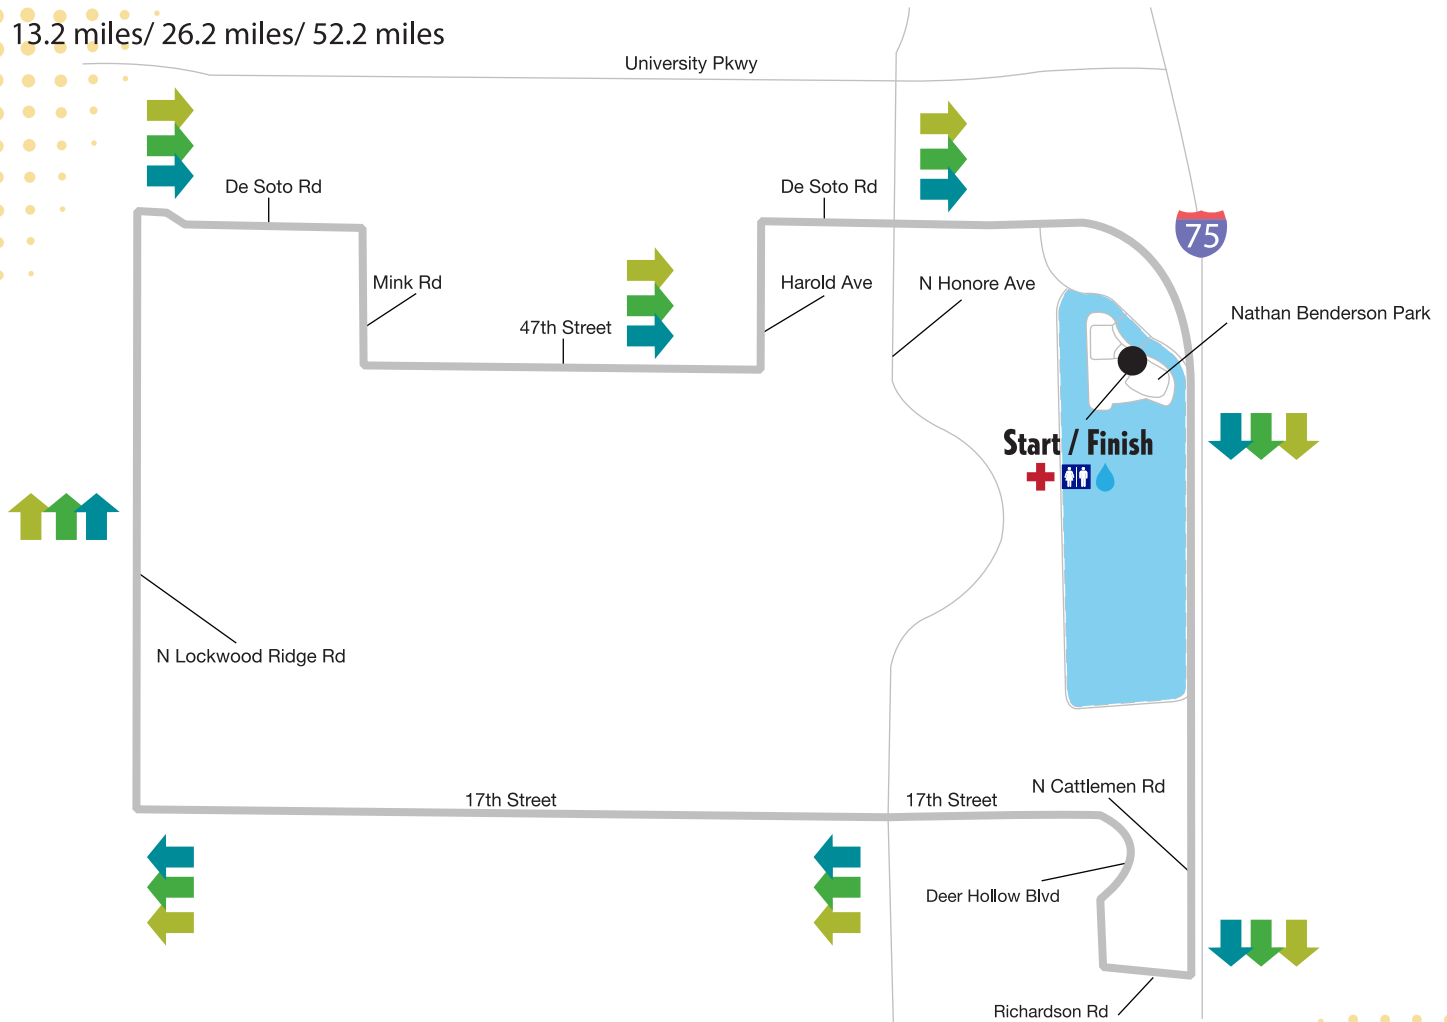 13.2 miles/ 26.2 miles/ 52.2 miles
University Pkwy
De Soto Rd
De Soto Rd
75
Mink Rd
Harold Ave
N Honore Ave
Nathan Benderson Park
47th Street
Start / Finish
N Lockwood Ridge Rd
N Cattlemen Rd
17th Street
17th Street
Deer Hollow Blvd
Richardson Rd